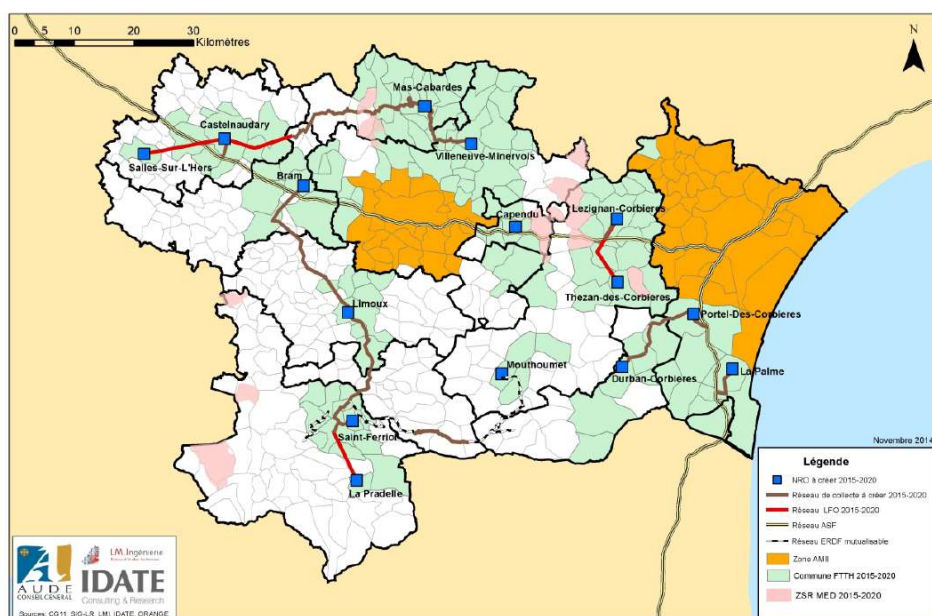 0 10 20 30
Kilomètres
N
Mas-Cabardes
Castelnaudary
Villeneuve-Minervois
Salles-Sur-L'Hers
Bram
Capendu
Lezignan-Corbieres
Thezan-des-Corbieres
Limoux
Portel-Des-Corbieres
Mouthoumet
Durban-Corbieres
La Palme
Saint-Ferriol
La Pradelle
Novembre 2014
Légende
NRO à créer 2015-2020
Réseau de collecte à créer 2015-2020
Réseau LFO 2015-2020
Réseau ASF
Réseau ERDF mutualisable
Zone AMII
Commune FTTH 2015-2020
ZSR MED 2015-2020
AUDE
CONSEIL GENERAL
LM.Ingénierie
IDATE
Consulting & Research
Sources: CG11, SIG-LR, LMI, IDATE, ORANGE